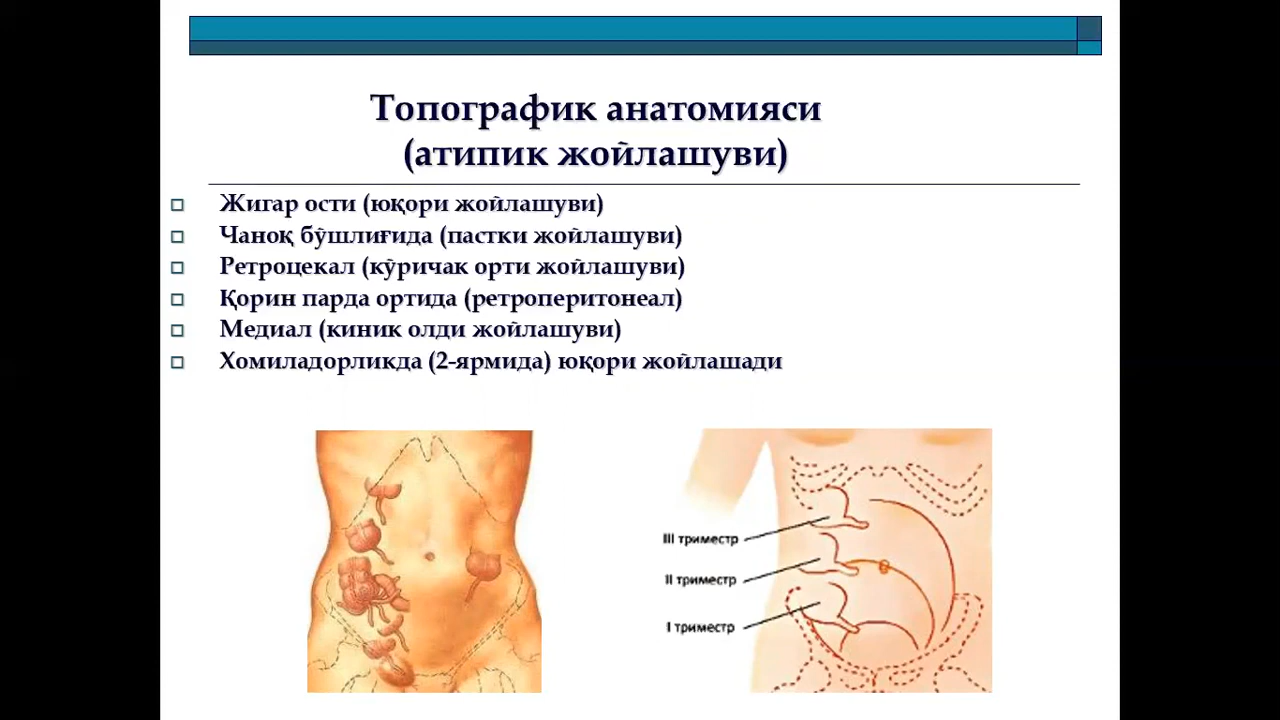 Топографик анатомияси
(атипик жойлашуви)
Жигар ости (юқори жойлашуви)
Чаноқ бўшлиғида (пастки жойлашуви)
Ретроцекал (кўричак орти жойлашуви)
Қорин парда ортида (ретроперитонеал)
Медиал (киник олди жойлашуви)
Хомиладорликда (2-ярмида) юқори жойлашади
III триместр
II триместр
I триместр